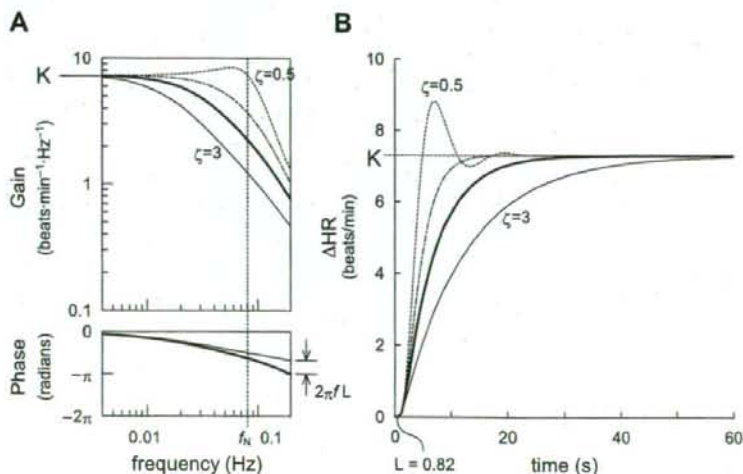 A
10
K
ζ=0.5
ζ=3
1
0.1
Gain
(beats·min⁻¹·Hz⁻¹)
0
-π
-2π
Phase
(radians)
2πfL
0.01
f_N
0.1
frequency (Hz)
B
10
8
K
6
4
2
0
ζ=0.5
ζ=3
ΔHR
(beats/min)
0
20
40
60
L = 0.82
time (s)